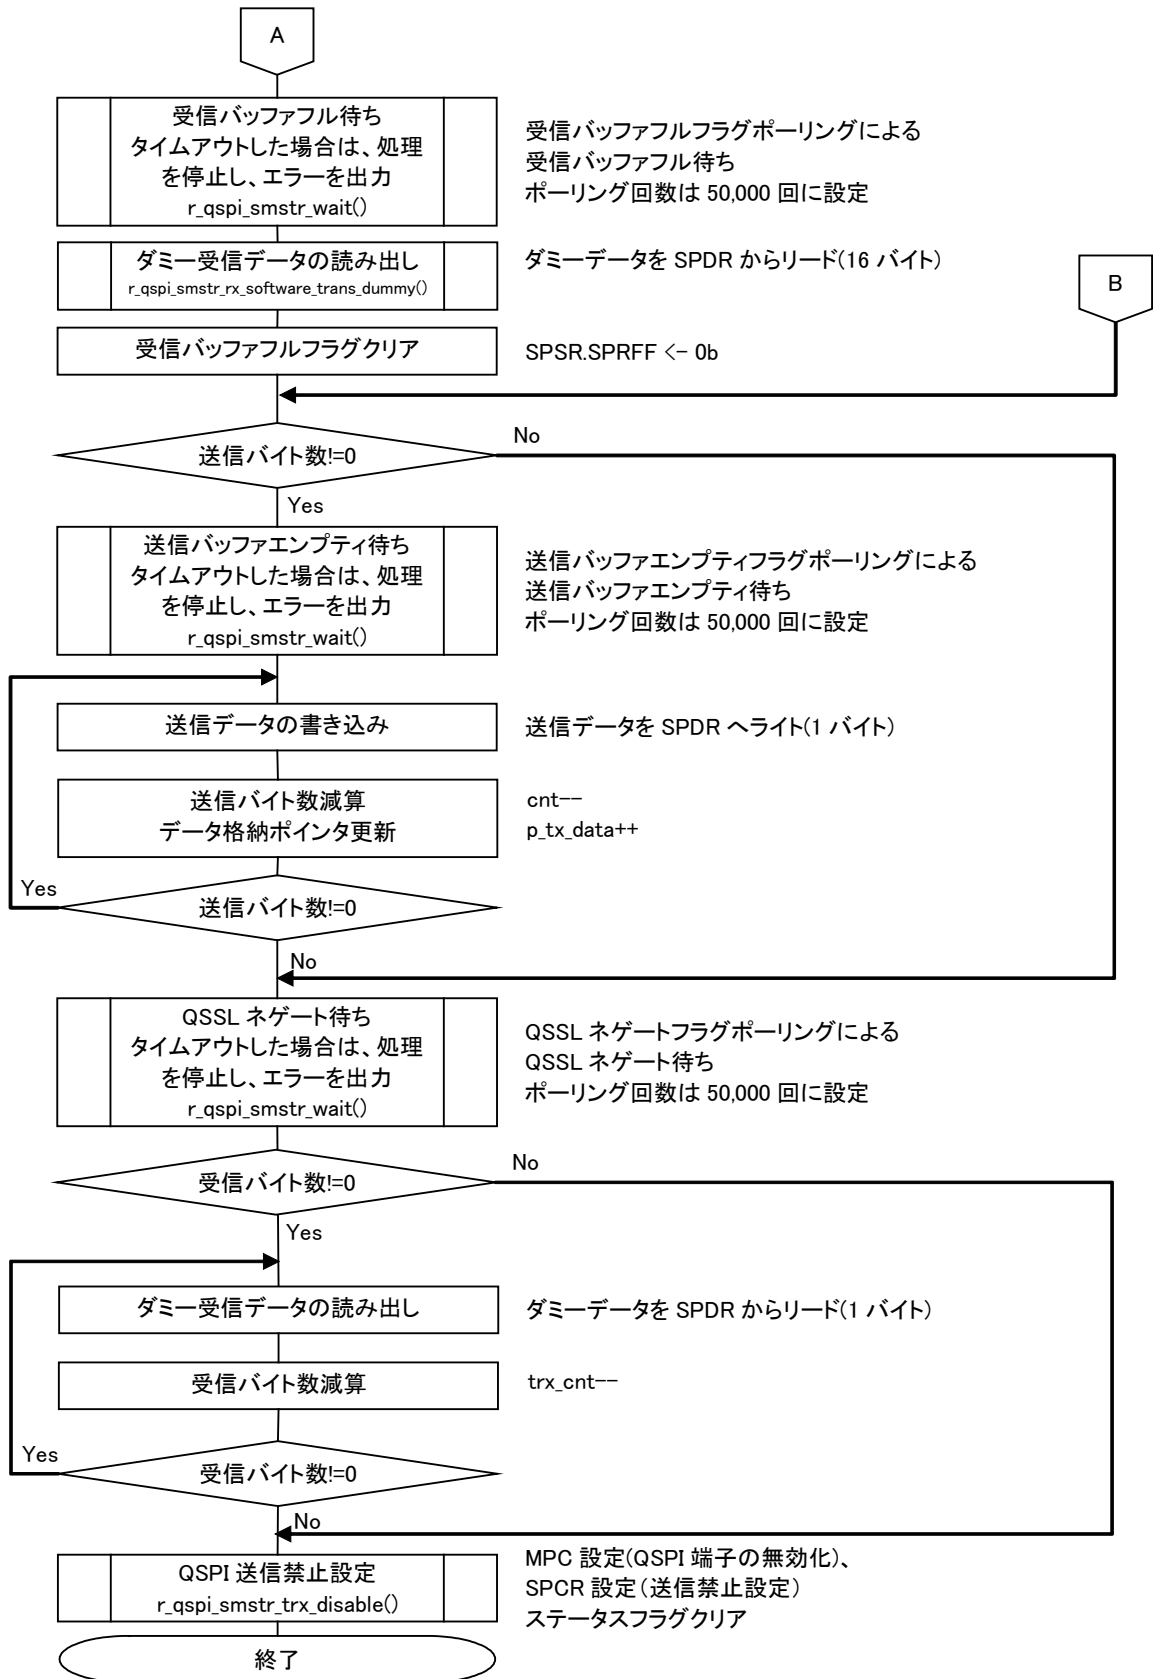 A
受信バッファフル待ち
タイムアウトした場合は、処理
を停止し、エラーを出力
r_qspi_smstr_wait()
受信バッファフルフラグポーリングによる
受信バッファフル待ち
ポーリング回数は 50,000 回に設定
ダミー受信データの読み出し
r_qspi_smstr_rx_software_trans_dummy()
ダミーデータを SPDR からリード(16 バイト)
B
受信バッファフルフラグクリア
SPSR.SPRFF <- 0b
送信バイト数!=0
No
Yes
送信バッファエンプティ待ち
タイムアウトした場合は、処理
を停止し、エラーを出力
r_qspi_smstr_wait()
送信バッファエンプティフラグポーリングによる
送信バッファエンプティ待ち
ポーリング回数は 50,000 回に設定
送信データの書き込み
送信データを SPDR へライト(1 バイト)
送信バイト数減算
データ格納ポインタ更新
cnt--
p_tx_data++
Yes
送信バイト数!=0
No
QSSL ネゲート待ち
タイムアウトした場合は、処理
を停止し、エラーを出力
r_qspi_smstr_wait()
QSSL ネゲートフラグポーリングによる
QSSL ネゲート待ち
ポーリング回数は 50,000 回に設定
受信バイト数!=0
No
Yes
ダミー受信データの読み出し
ダミーデータを SPDR からリード(1 バイト)
受信バイト数減算
trx_cnt--
Yes
受信バイト数!=0
No
QSPI 送信禁止設定
r_qspi_smstr_trx_disable()
MPC 設定(QSPI 端子の無効化)、
SPCR 設定(送信禁止設定)
ステータスフラグクリア
終了